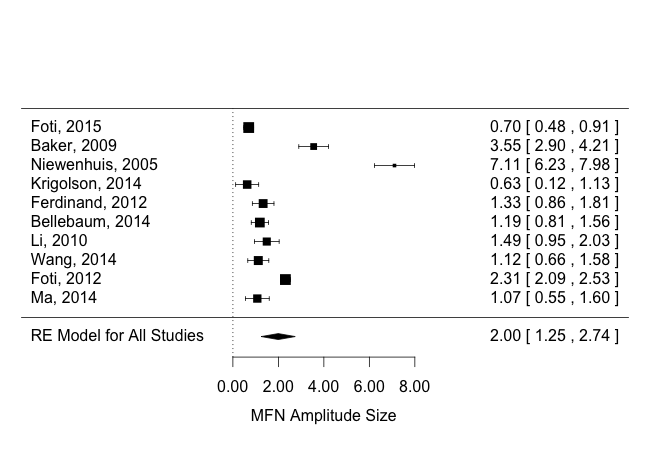 Foti, 2015 0.70 [ 0.48 , 0.91 ]
Baker, 2009 3.55 [ 2.90 , 4.21 ]
Niewenhuis, 2005 7.11 [ 6.23 , 7.98 ]
Krigolson, 2014 0.63 [ 0.12 , 1.13 ]
Ferdinand, 2012 1.33 [ 0.86 , 1.81 ]
Bellebaum, 2014 1.19 [ 0.81 , 1.56 ]
Li, 2010 1.49 [ 0.95 , 2.03 ]
Wang, 2014 1.12 [ 0.66 , 1.58 ]
Foti, 2012 2.31 [ 2.09 , 2.53 ]
Ma, 2014 1.07 [ 0.55 , 1.60 ]
RE Model for All Studies 2.00 [ 1.25 , 2.74 ]
0.00 2.00 4.00 6.00 8.00
MFN Amplitude Size